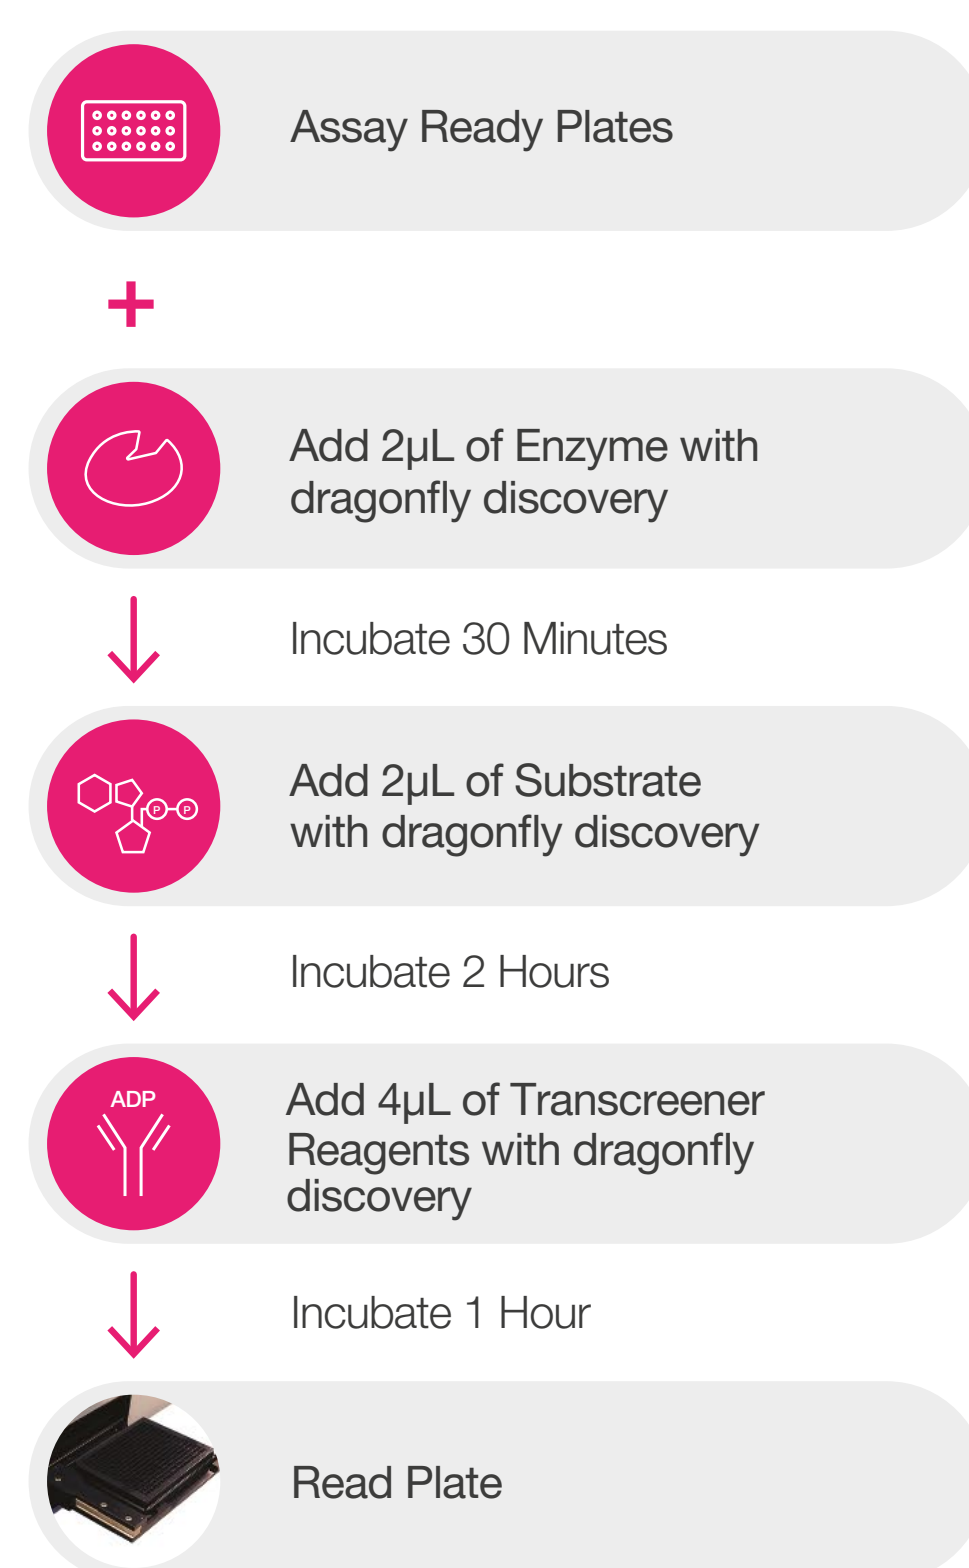 Assay Ready Plates
+
Add 2µL of Enzyme with
dragonfly discovery
Incubate 30 Minutes
Add 2µL of Substrate
with dragonfly discovery
P P
Incubate 2 Hours
ADP
Add 4µL of Transcreener
Reagents with dragonfly
discovery
Incubate 1 Hour
Read Plate